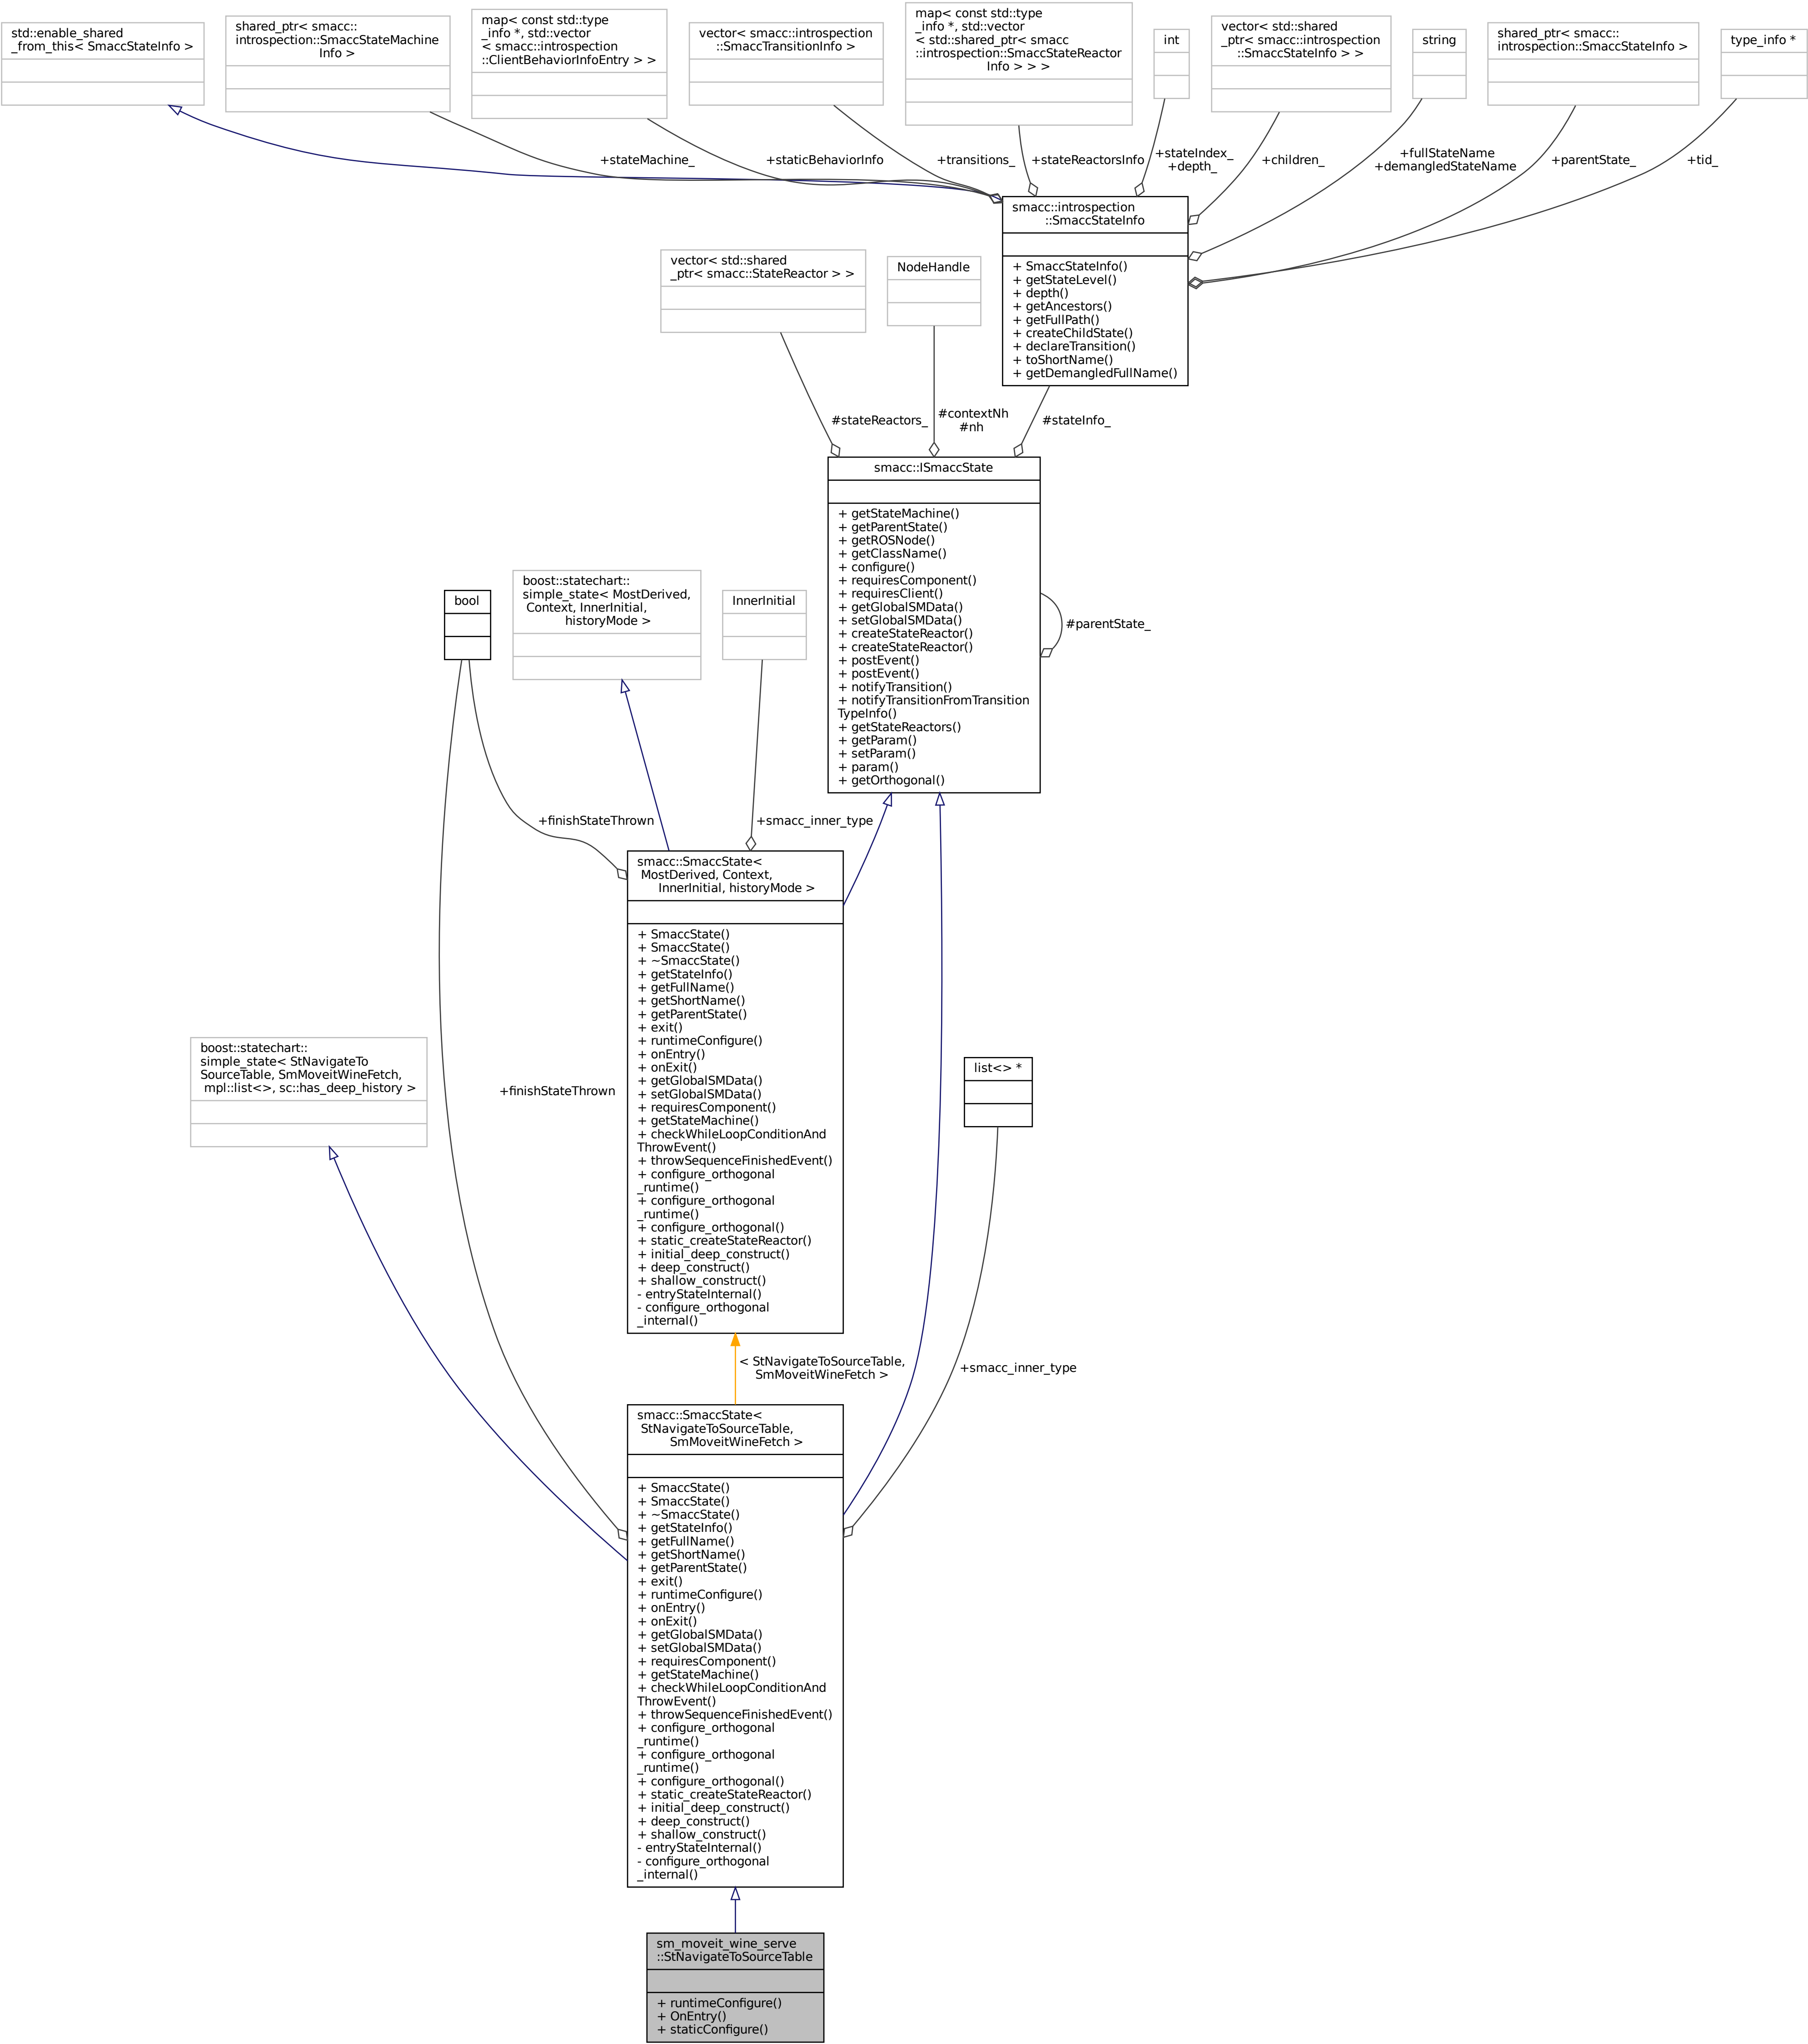 std::enable_shared
_from_this< SmaccStateInfo >
shared_ptr< smacc::
introspection::SmaccStateMachine
Info >
map< const std::type
_info *, std::vector
< smacc::introspection
::ClientBehaviorInfoEntry > >
vector< smacc::introspection
::SmaccTransitionInfo >
map< const std::type
_info *, std::vector
< std::shared_ptr< smacc
::introspection::SmaccStateReactor
Info > > >
int
vector< std::shared
_ptr< smacc::introspection
::SmaccStateInfo > >
string
shared_ptr< smacc::
introspection::SmaccStateInfo >
type_info *
+stateMachine_
+staticBehaviorInfo
+transitions_
+stateReactorsInfo
+stateIndex_
+depth_
+children_
+fullStateName
+demangledStateName
+parentState_
+tid_
smacc::introspection
::SmaccStateInfo
+ SmaccStateInfo()
+ getStateLevel()
+ depth()
+ getAncestors()
+ getFullPath()
+ createChildState()
+ declareTransition()
+ toShortName()
+ getDemangledFullName()
vector< std::shared
_ptr< smacc::StateReactor > >
NodeHandle
#stateReactors_
#contextNh
#nh
#stateInfo_
smacc::ISmaccState
+ getStateMachine()
+ getParentState()
+ getROSNode()
+ getClassName()
+ configure()
+ requiresComponent()
+ requiresClient()
+ getGlobalSMData()
+ setGlobalSMData()
+ createStateReactor()
+ createStateReactor()
+ postEvent()
+ postEvent()
+ notifyTransition()
+ notifyTransitionFromTransition
TypeInfo()
+ getStateReactors()
+ getParam()
+ setParam()
+ param()
+ getOrthogonal()
#parentState_
bool
boost::statechart::
simple_state< MostDerived,
Context, InnerInitial,
historyMode >
InnerInitial
+finishStateThrown
+smacc_inner_type
smacc::SmaccState<
MostDerived, Context,
InnerInitial, historyMode >
+ SmaccState()
+ SmaccState()
+ ~SmaccState()
+ getStateInfo()
+ getFullName()
+ getShortName()
+ getParentState()
+ exit()
+ runtimeConfigure()
+ onEntry()
+ onExit()
+ getGlobalSMData()
+ setGlobalSMData()
+ requiresComponent()
+ getStateMachine()
+ checkWhileLoopConditionAnd
ThrowEvent()
+ throwSequenceFinishedEvent()
+ configure_orthogonal
_runtime()
+ configure_orthogonal
_runtime()
+ configure_orthogonal()
+ static_createStateReactor()
+ initial_deep_construct()
+ deep_construct()
+ shallow_construct()
- entryStateInternal()
- configure_orthogonal
_internal()
boost::statechart::
simple_state< StNavigateTo
SourceTable, SmMoveitWineFetch,
mpl::list<>, sc::has_deep_history >
+finishStateThrown
list<> *
< StNavigateToSourceTable,
SmMoveitWineFetch >
+smacc_inner_type
smacc::SmaccState<
StNavigateToSourceTable,
SmMoveitWineFetch >
+ SmaccState()
+ SmaccState()
+ ~SmaccState()
+ getStateInfo()
+ getFullName()
+ getShortName()
+ getParentState()
+ exit()
+ runtimeConfigure()
+ onEntry()
+ onExit()
+ getGlobalSMData()
+ setGlobalSMData()
+ requiresComponent()
+ getStateMachine()
+ checkWhileLoopConditionAnd
ThrowEvent()
+ throwSequenceFinishedEvent()
+ configure_orthogonal
_runtime()
+ configure_orthogonal
_runtime()
+ configure_orthogonal()
+ static_createStateReactor()
+ initial_deep_construct()
+ deep_construct()
+ shallow_construct()
- entryStateInternal()
- configure_orthogonal
_internal()
sm_moveit_wine_serve
::StNavigateToSourceTable
+ runtimeConfigure()
+ OnEntry()
+ staticConfigure()